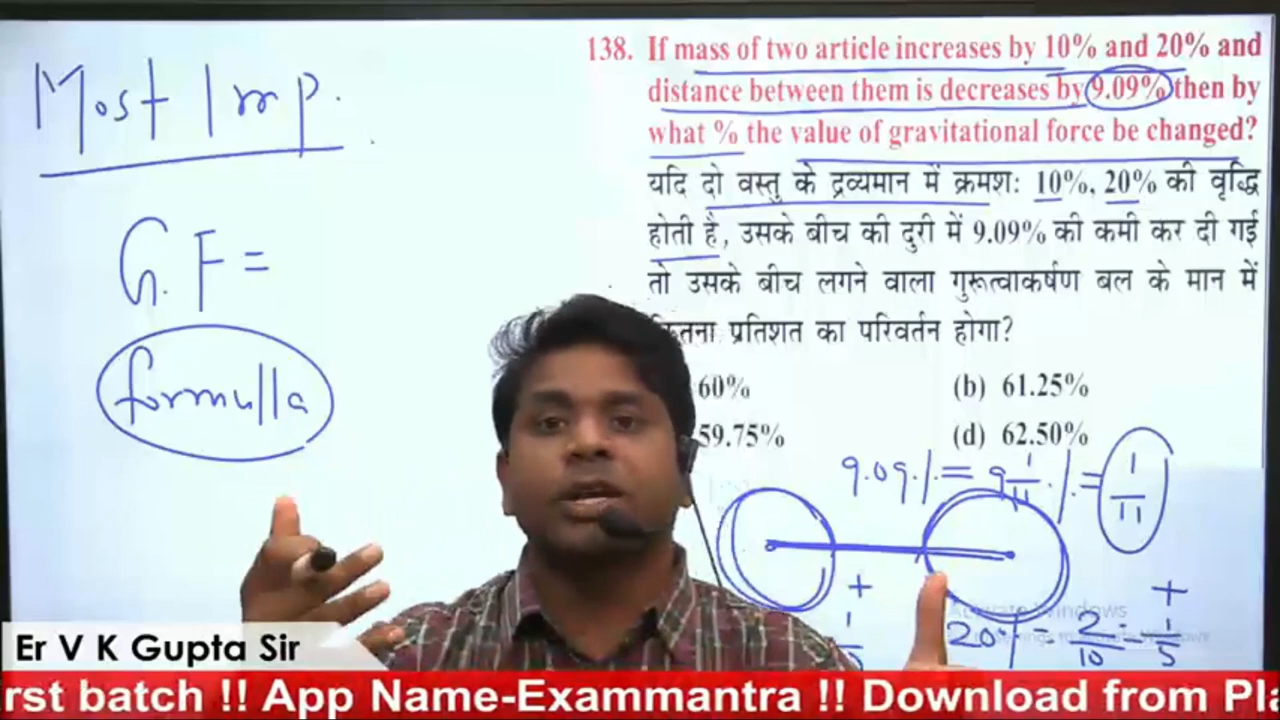 Most Imp.
G.F=
formulla
138. If mass of two article increases by 10% and 20% and
distance between them is decreases by 9.09% then by
what % the value of gravitational force be changed?
यदि दो वस्तु के द्रव्यमान में क्रमश: 10%, 20% की वृद्धि
होती है, उसके बीच की दुरी में 9.09% की कमी कर दी गई
तो उसके बीच लगने वाला गुरूत्वाकर्षण बल के मान में
प्रतिशत का परिवर्तन होगा?
60% (b) 61.25%
59.75% (d) 62.50%
9.09% = 9 1/11 % = 1/11
+ +
20% = 2/10 = 1/5
Er V K Gupta Sir
rst batch !! App Name-Exammantra !! Download from Pla